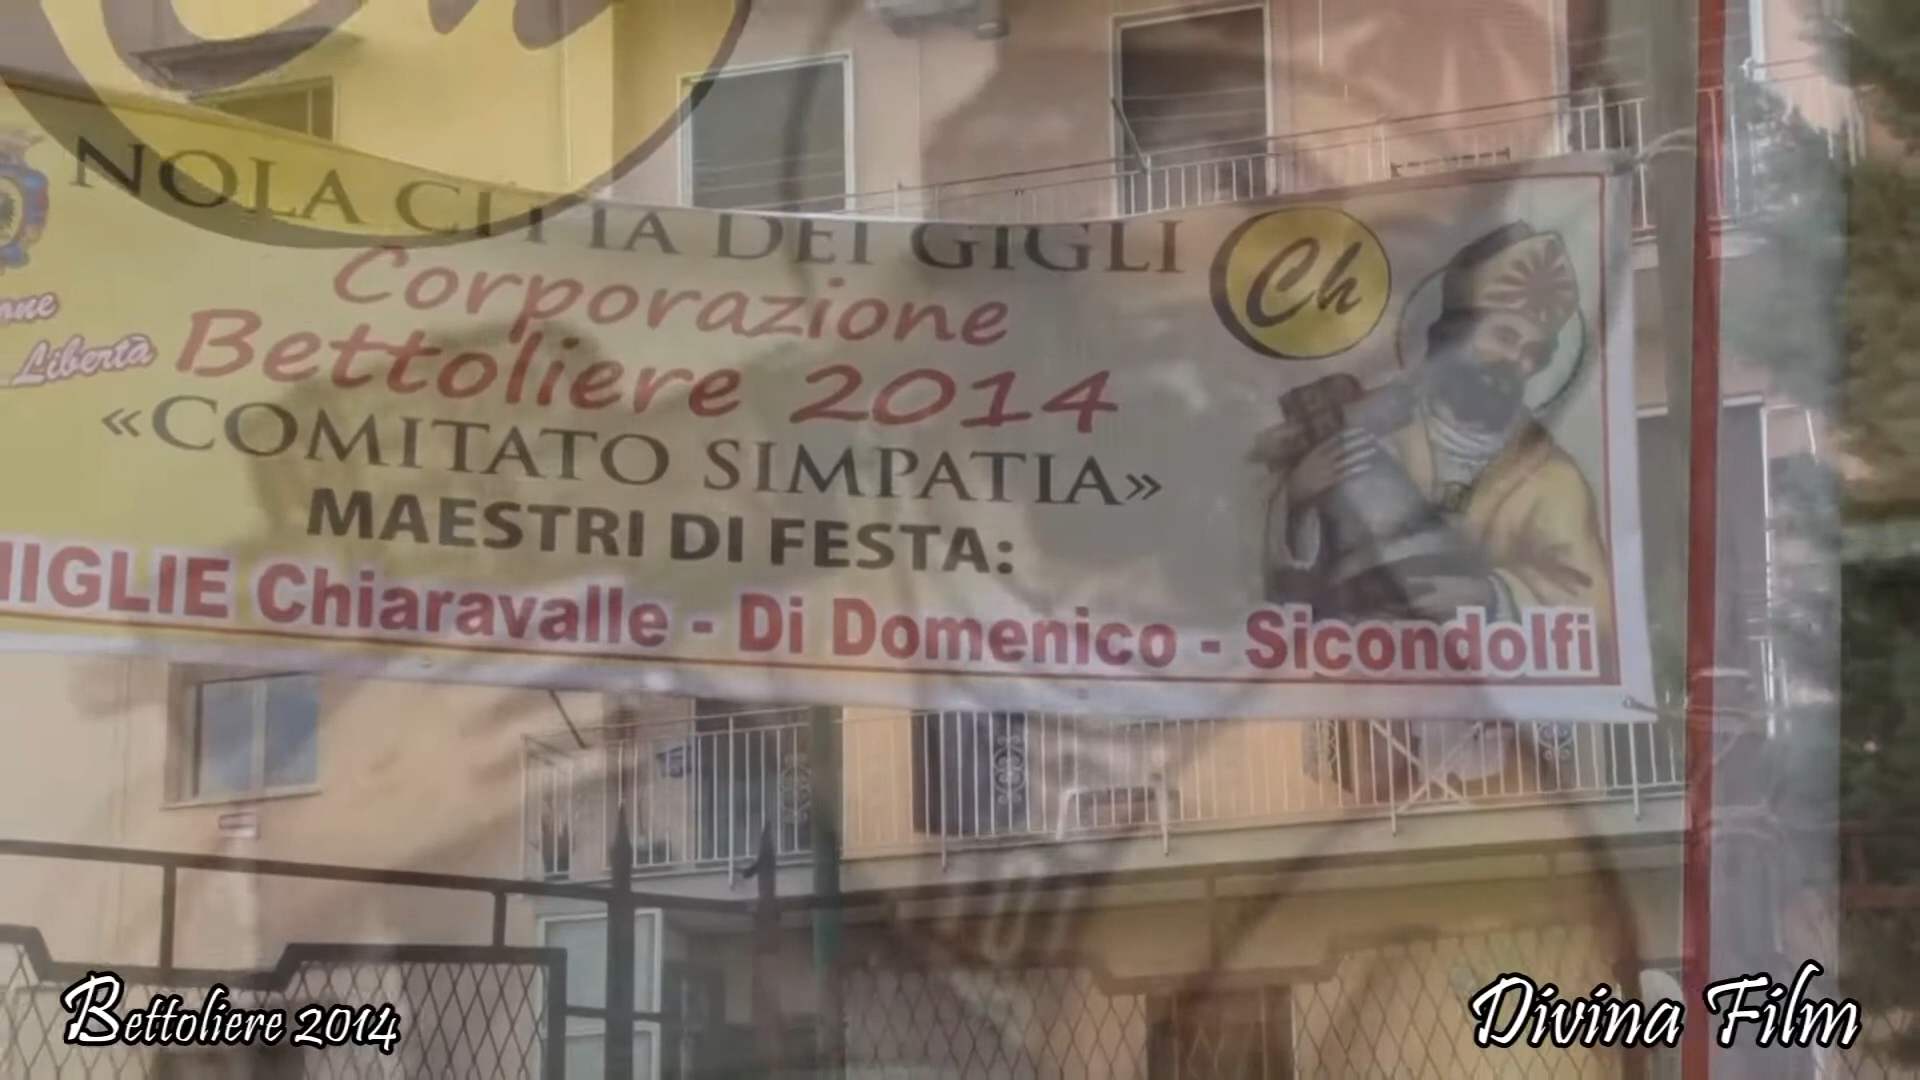 Ch
NOLA CITTA DEI GIGLI
Ch
Corporazione
Bettoliere 2014
Libertà
«COMITATO SIMPATIA»
MAESTRI DI FESTA:
Chiaravalle - Di Domenico - Sicondolfi
Bettoliere 2014
Divina Film